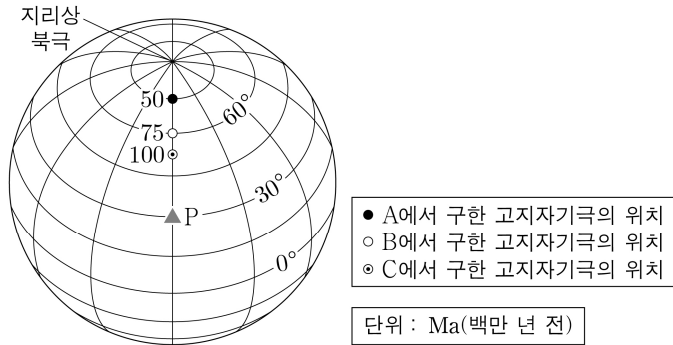 지리상
북극
50
75
100
60°
30°
0°
P
● A에서 구한 고지자기극의 위치
○ B에서 구한 고지자기극의 위치
◉ C에서 구한 고지자기극의 위치
단위 : Ma(백만 년 전)